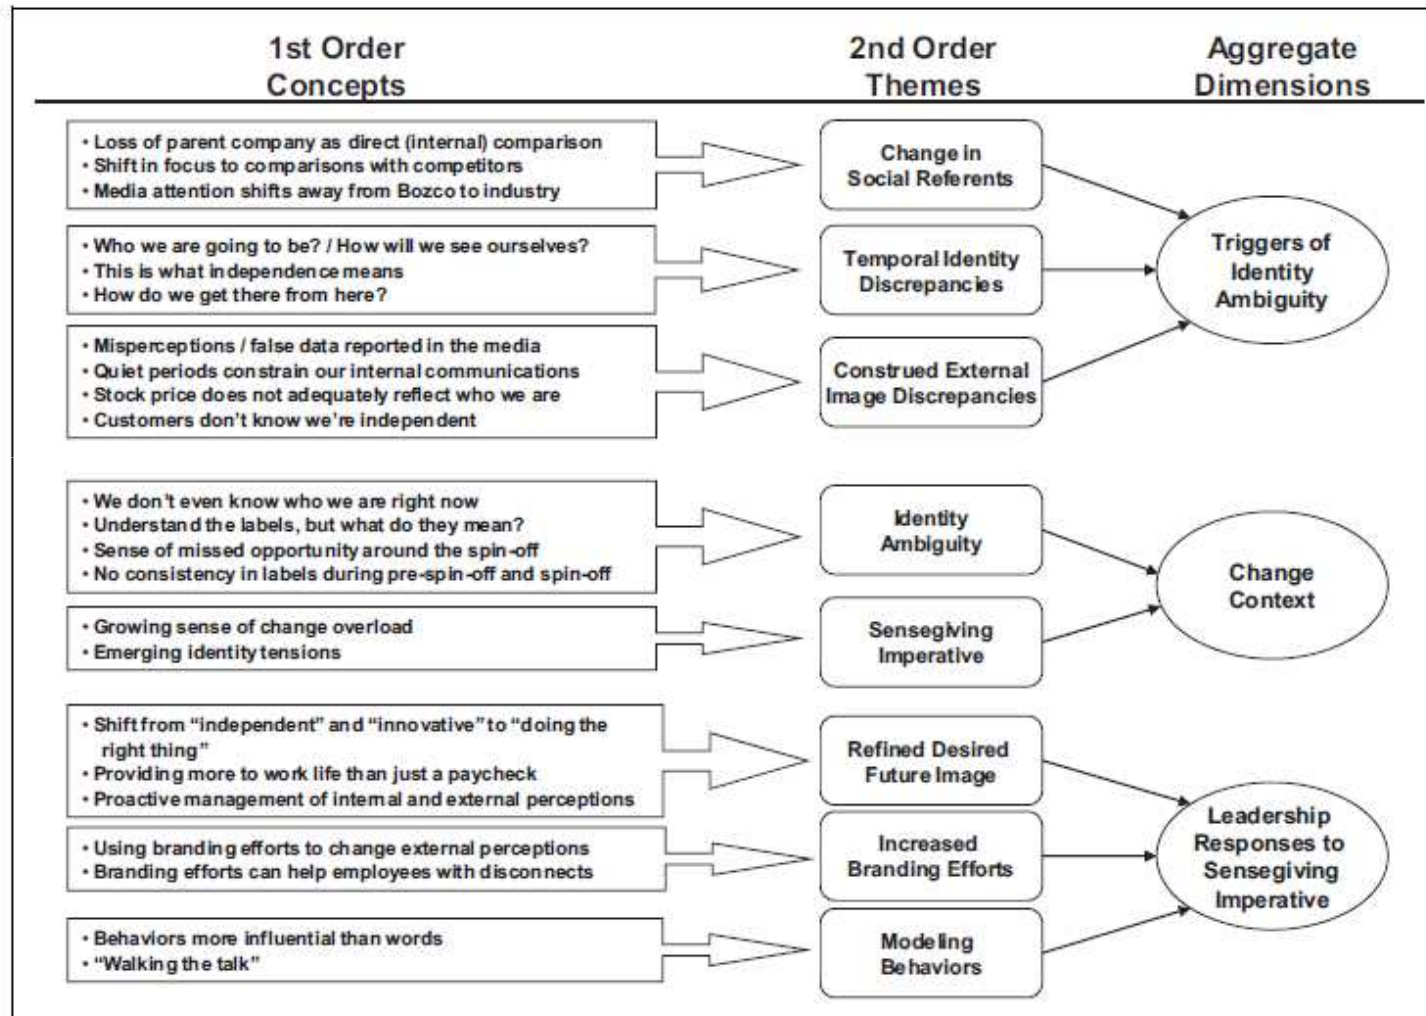 1st Order
Concepts
2nd Order
Themes
Aggregate
Dimensions
• Loss of parent company as direct (internal) comparison
• Shift in focus to comparisons with competitors
• Media attention shifts away from Bozco to industry
Change in
Social Referents
• Who we are going to be? / How will we see ourselves?
• This is what independence means
• How do we get there from here?
Temporal Identity
Discrepancies
Triggers of
Identity
Ambiguity
• Misperceptions / false data reported in the media
• Quiet periods constrain our internal communications
• Stock price does not adequately reflect who we are
• Customers don't know we're independent
Construed External
Image Discrepancies
• We don't even know who we are right now
• Understand the labels, but what do they mean?
• Sense of missed opportunity around the spin-off
• No consistency in labels during pre-spin-off and spin-off
Identity
Ambiguity
Change
Context
• Growing sense of change overload
• Emerging identity tensions
Sensegiving
Imperative
• Shift from “independent” and “innovative” to “doing the
right thing”
• Providing more to work life than just a paycheck
• Proactive management of internal and external perceptions
Refined Desired
Future Image
• Using branding efforts to change external perceptions
• Branding efforts can help employees with disconnects
Increased
Branding Efforts
Leadership
Responses to
Sensegiving
Imperative
• Behaviors more influential than words
• “Walking the talk”
Modeling
Behaviors